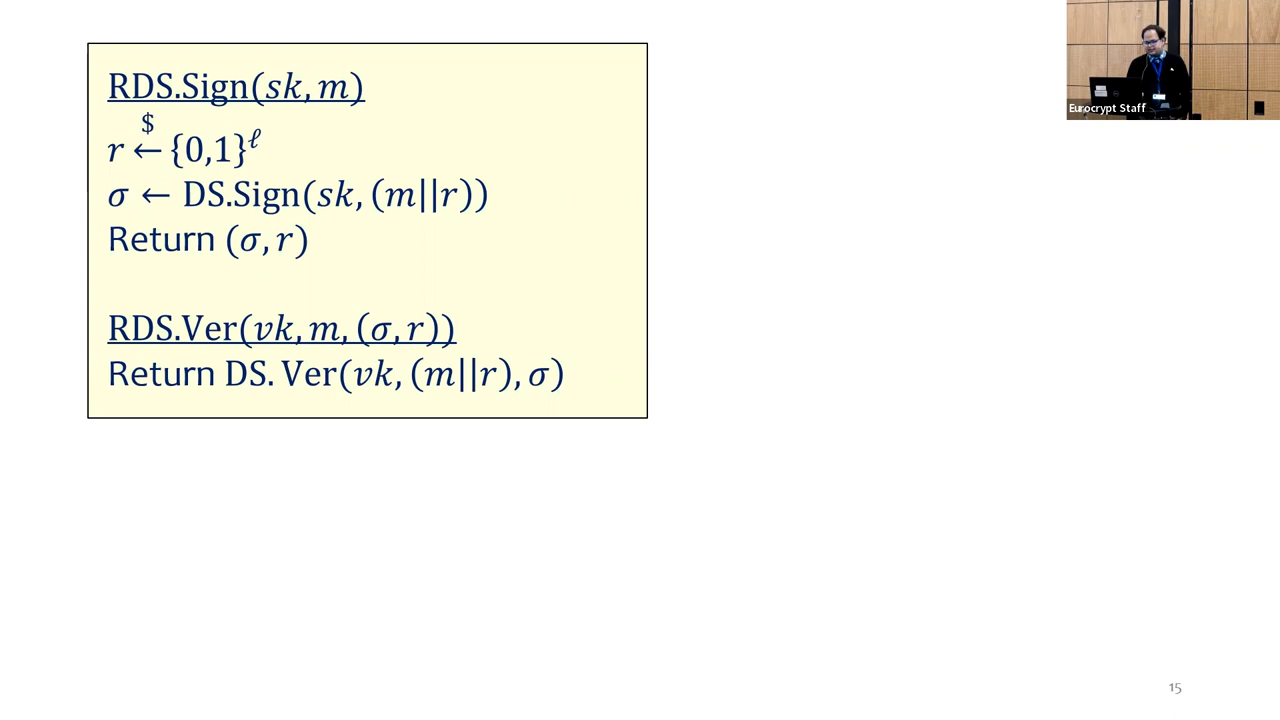 RDS.Sign(𝑠𝑘, 𝑚)
𝑟 ←$ {0,1}^ℓ
𝜎 ← DS.Sign(𝑠𝑘, (𝑚||𝑟))
Return (𝜎, 𝑟)
RDS.Ver(𝑣𝑘, 𝑚, (𝜎, 𝑟))
Return DS. Ver(𝑣𝑘, (𝑚||𝑟), 𝜎)
Eurocrypt Staff
15